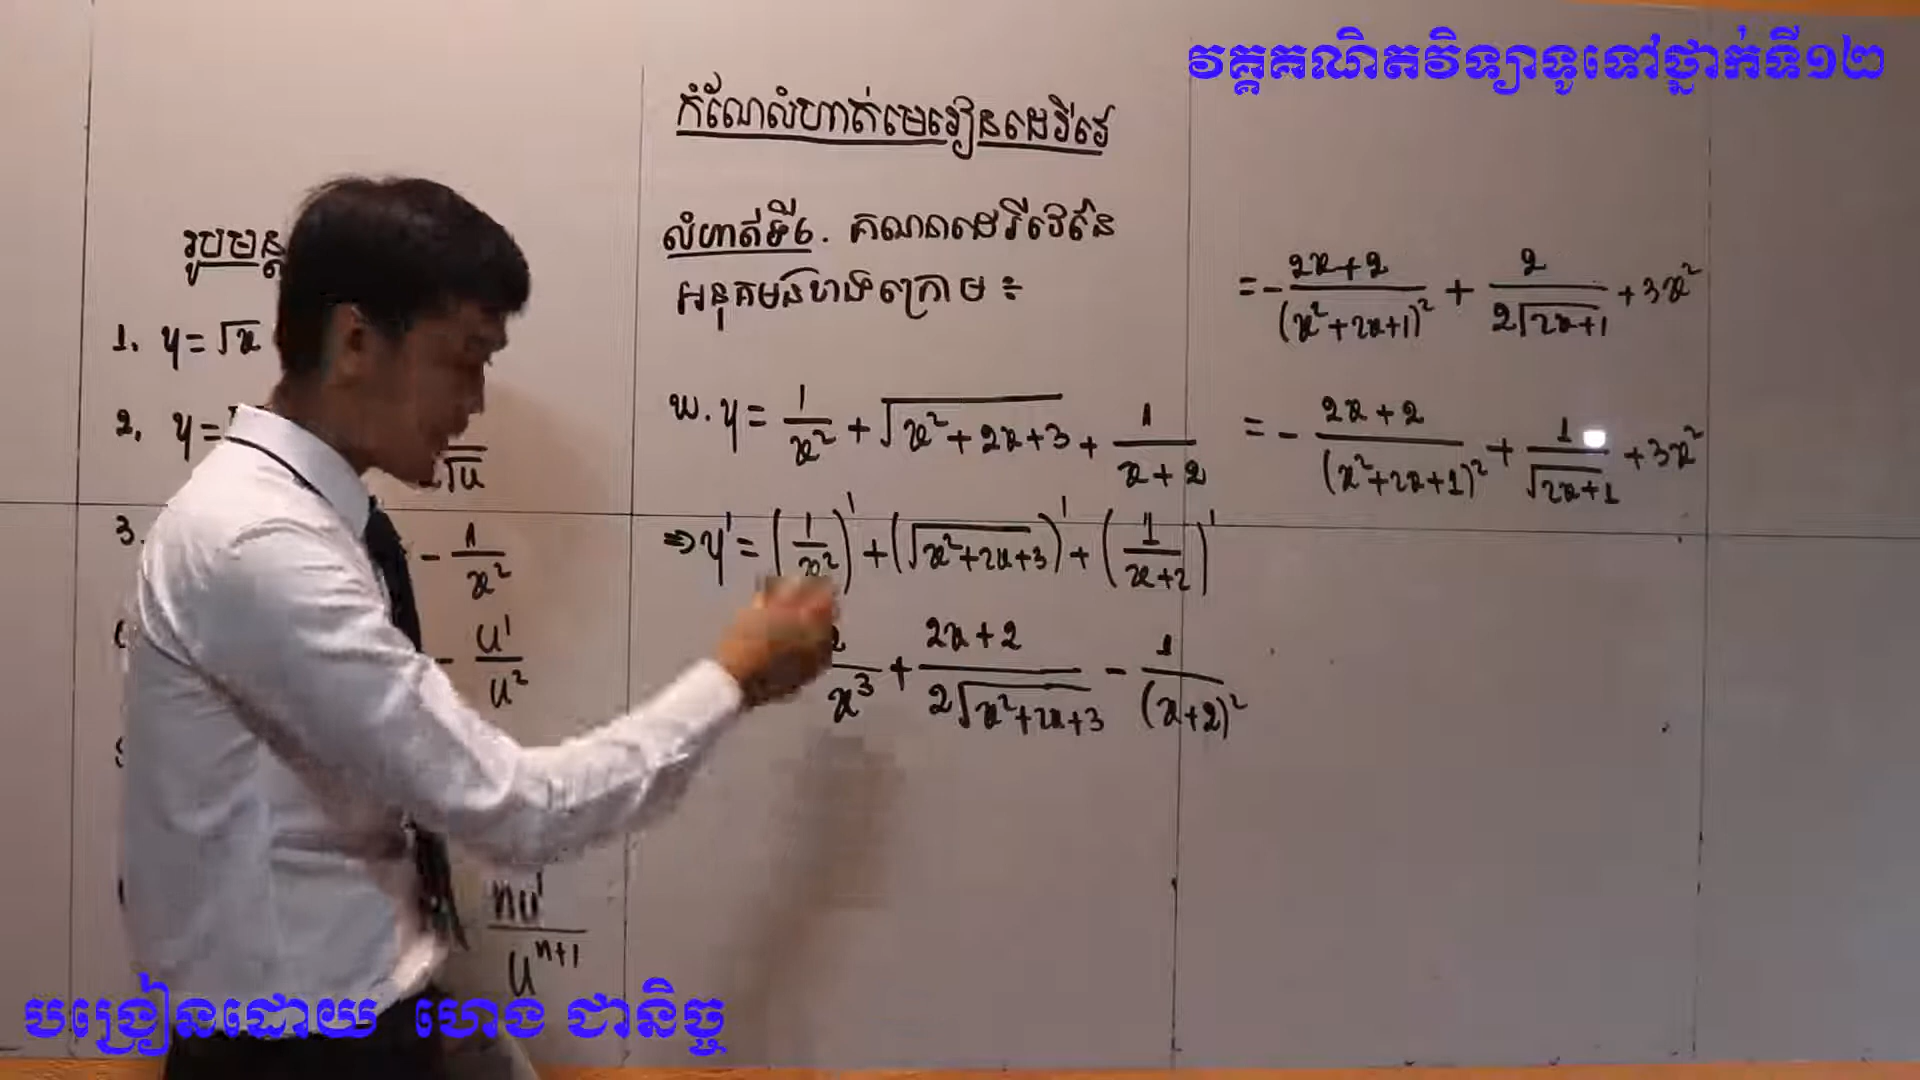 វគ្គគណិតវិទ្យាទូទៅថ្នាក់ទី១២
កំណែលំហាត់មេរៀនដេរីវេ
រូបមន្ត
1. y = √x
2. y =
√u
3.
- 1/x²
- u'/u²
nu'/u^(n+1)
លំហាត់ទី៤. គណនាដេរីវេនៃ
អនុគមន៍ខាងក្រោម ៖
យ. y = 1/x² + √(x²+2x+3) + 1/(x+2)
⇒ y' = (1/x²)' + (√(x²+2x+3))' + (1/(x+2))'
2/x³ + (2x+2)/(2√(x²+2x+3)) - 1/(x+2)²
= - (2x+2)/(x²+2x+1)² + 2/(2√(2x+1)) + 3x²
= - (2x+2)/(x²+2x+1)² + 1/√(2x+1) + 3x²
បង្រៀនដោយ ហេង ជានិច្ច